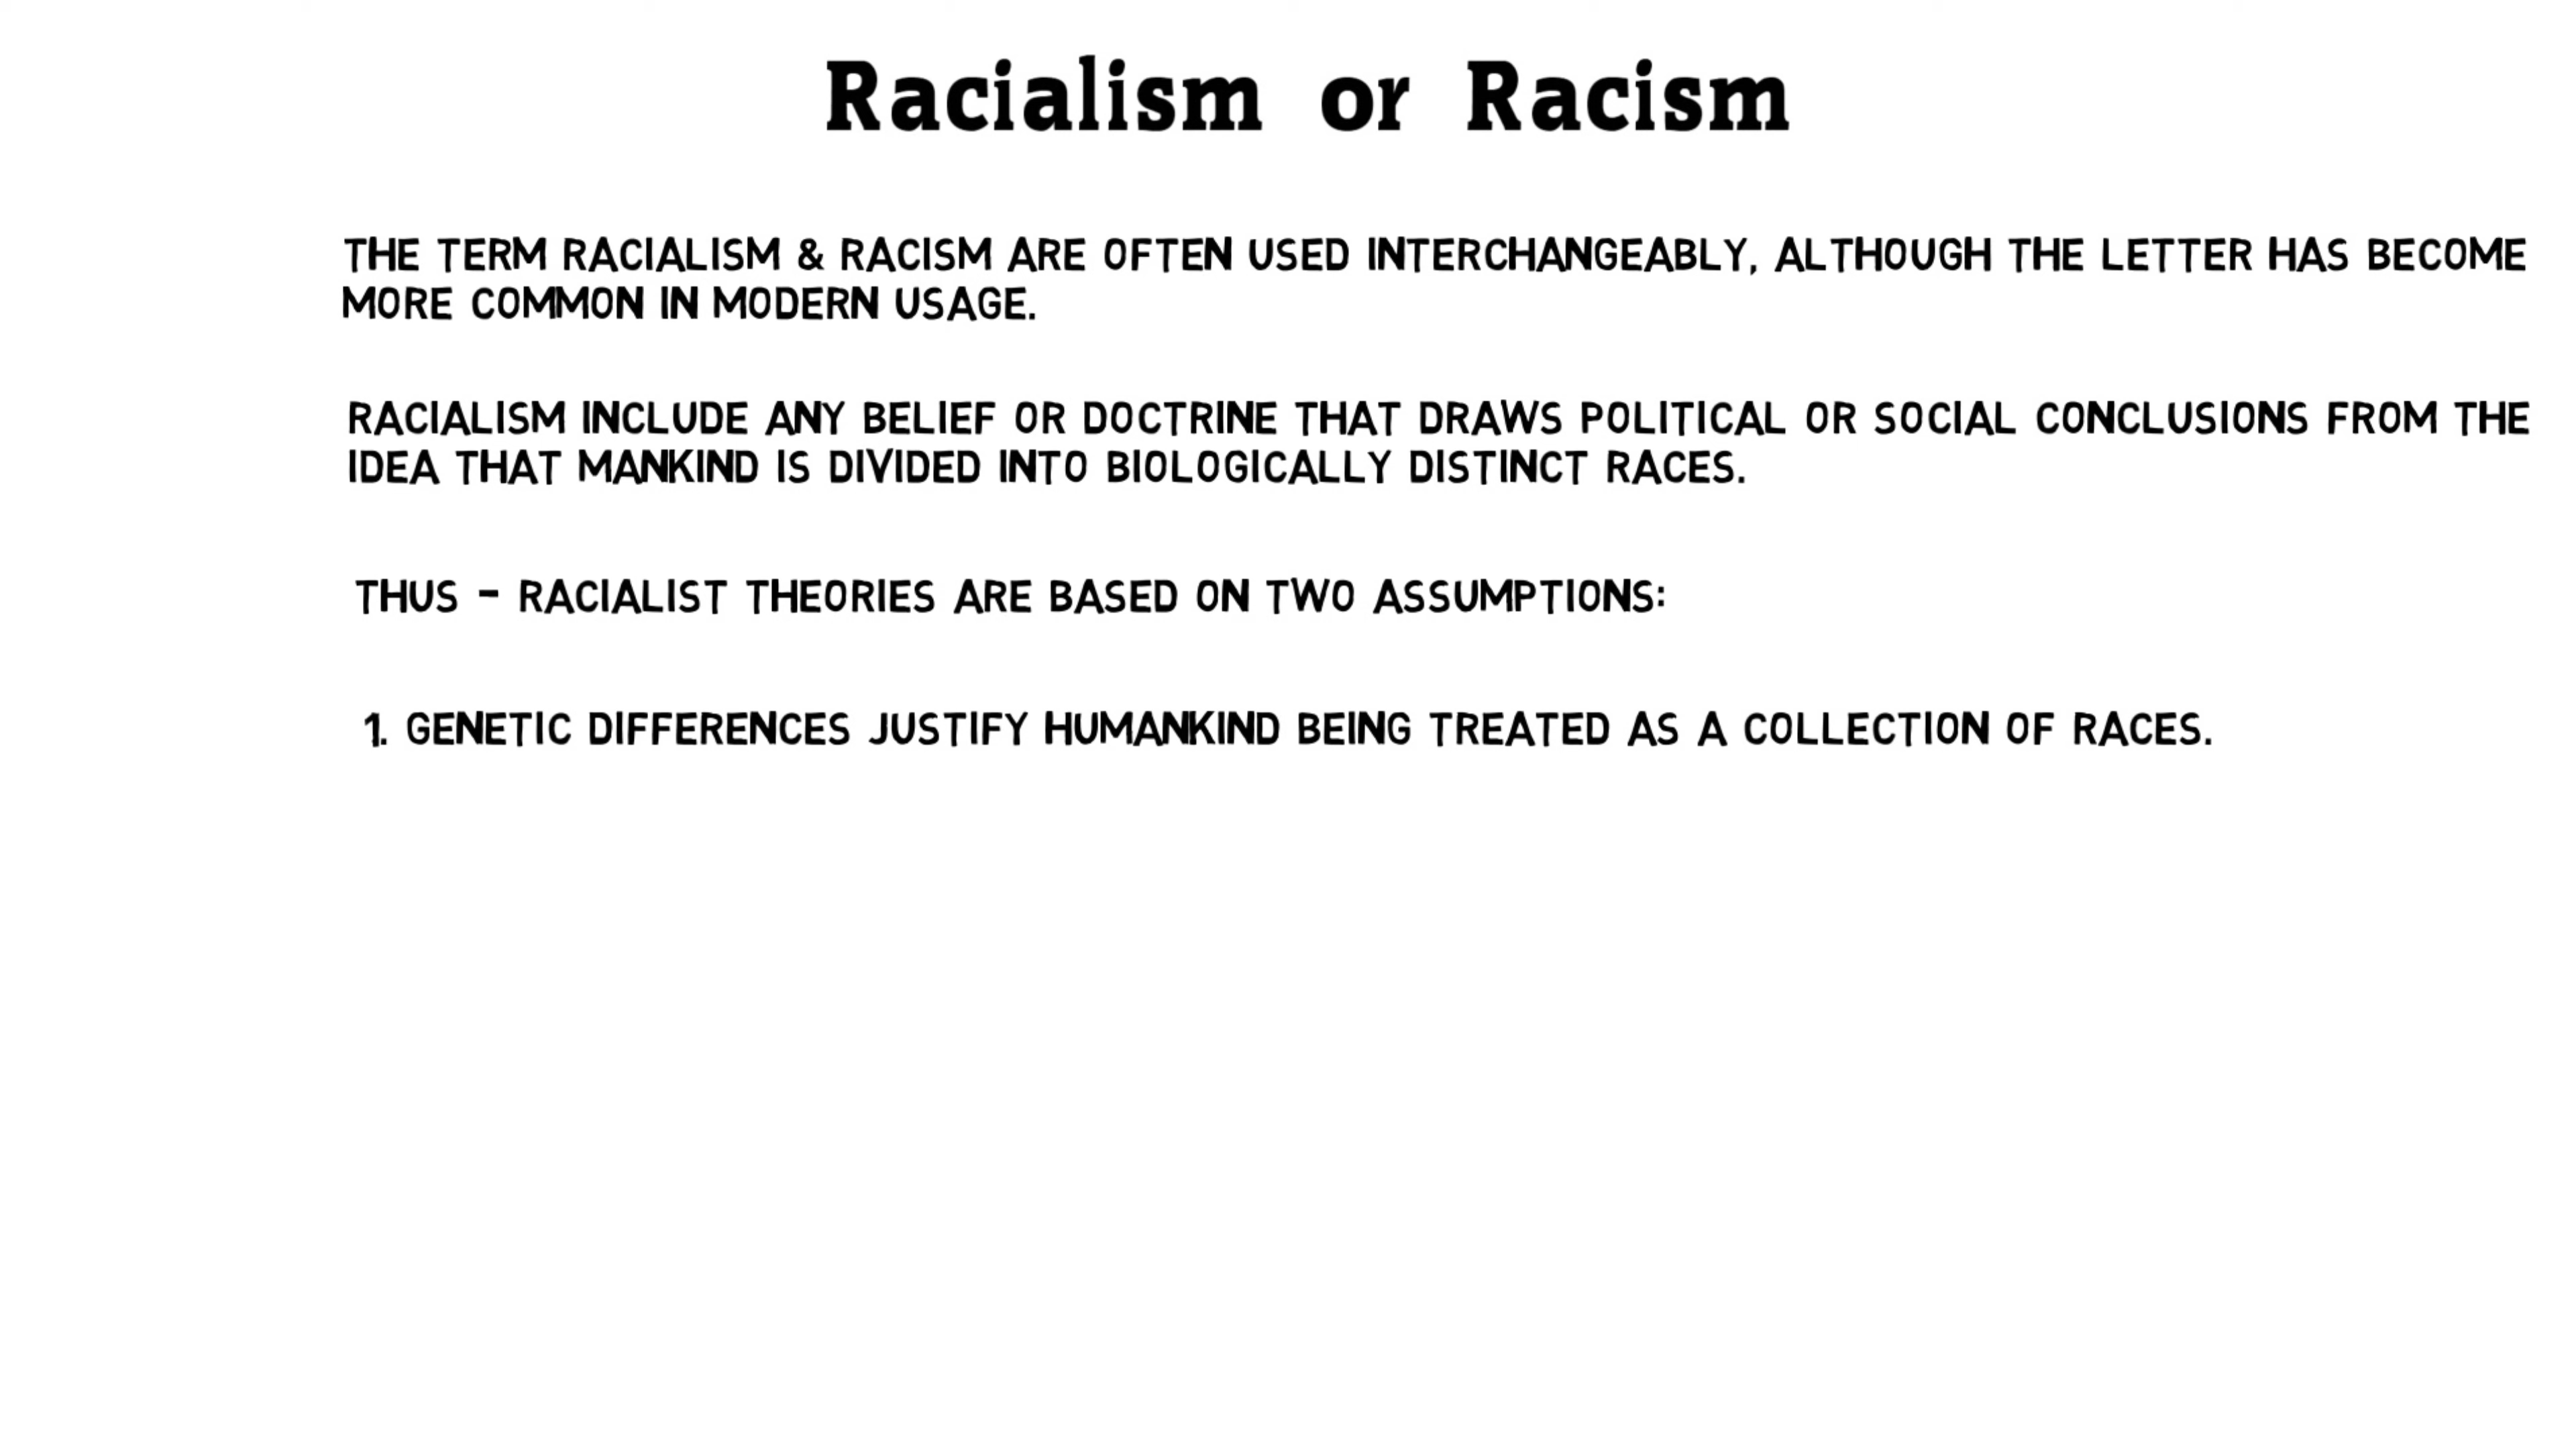 Racialism or Racism
THE TERM RACIALISM & RACISM ARE OFTEN USED INTERCHANGEABLY, ALTHOUGH THE LETTER HAS BECOME
MORE COMMON IN MODERN USAGE.
RACIALISM INCLUDE ANY BELIEF OR DOCTRINE THAT DRAWS POLITICAL OR SOCIAL CONCLUSIONS FROM THE
IDEA THAT MANKIND IS DIVIDED INTO BIOLOGICALLY DISTINCT RACES.
THUS - RACIALIST THEORIES ARE BASED ON TWO ASSUMPTIONS:
1. GENETIC DIFFERENCES JUSTIFY HUMANKIND BEING TREATED AS A COLLECTION OF RACES.